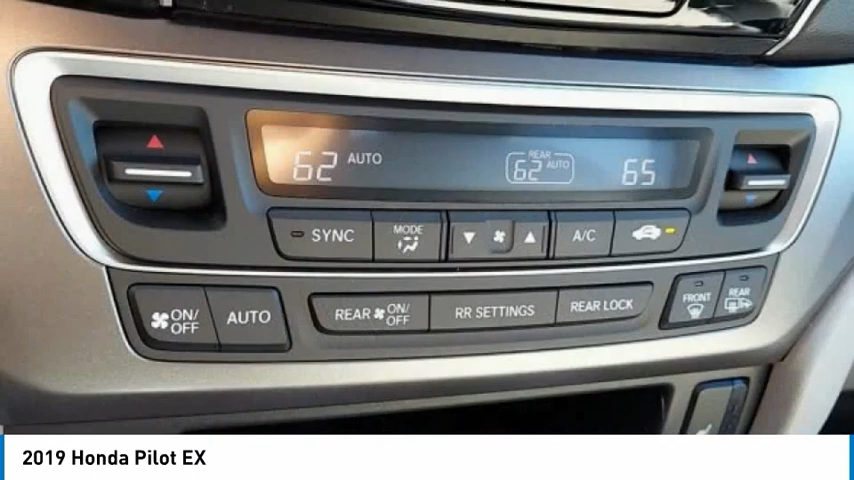 62 AUTO REAR 62 AUTO 65
SYNC MODE A/C
ON/OFF AUTO REAR ON/OFF RR SETTINGS REAR LOCK FRONT REAR
2019 Honda Pilot EX